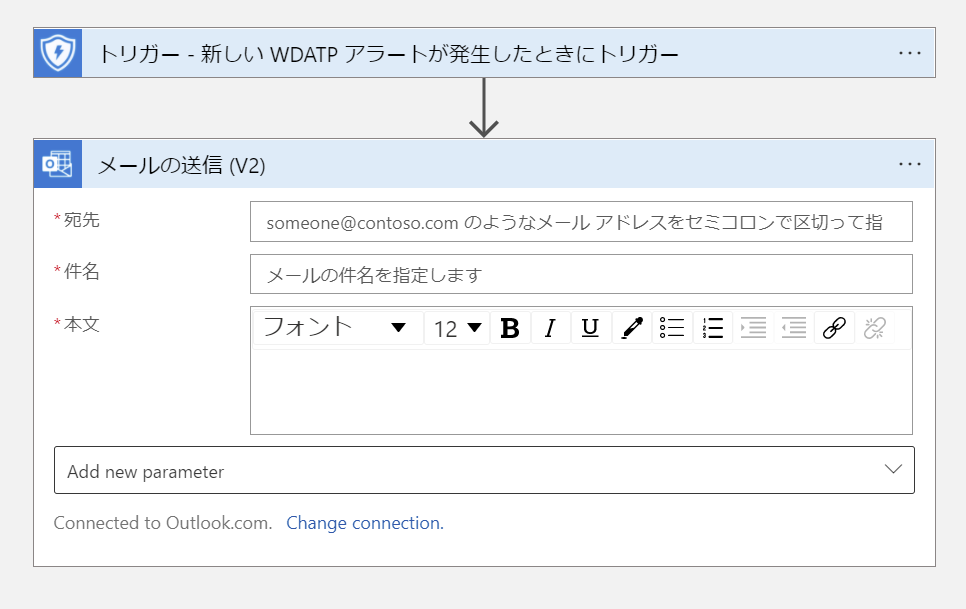 トリガー - 新しい WDATP アラートが発生したときにトリガー
メールの送信 (V2)
*宛先
someone@contoso.com のようなメール アドレスをセミコロンで区切って指
*件名
メールの件名を指定します
*本文
フォント 12 B I U
Add new parameter
Connected to Outlook.com. Change connection.